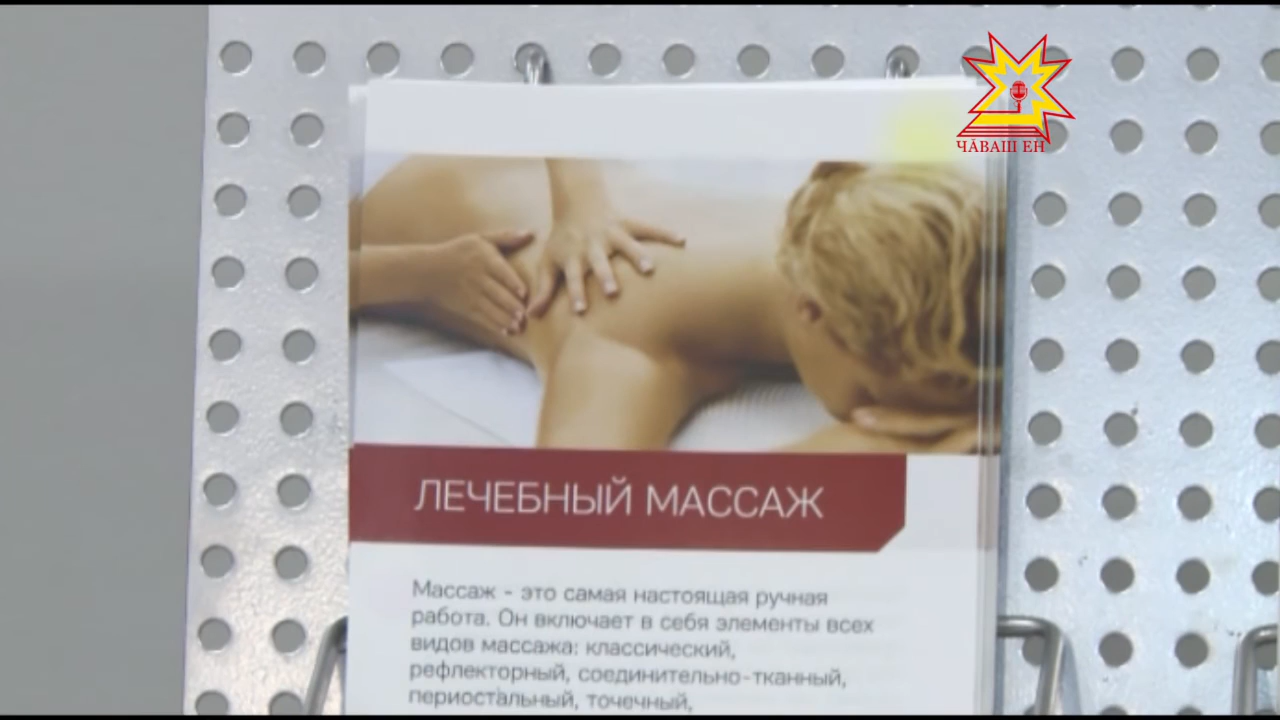 ЧĂВАШ ЕН
ЛЕЧЕБНЫЙ МАССАЖ
Массаж - это самая настоящая ручная
работа. Он включает в себя элементы всех
видов массажа: классический,
рефлекторный, соединительно-тканный,
периостальный, точечный,